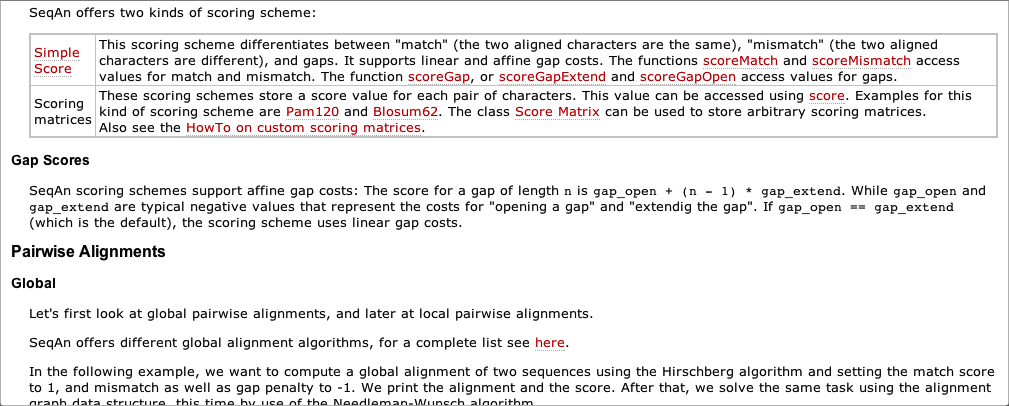 SeqAn offers two kinds of scoring scheme:
Simple
Score
This scoring scheme differentiates between "match" (the two aligned characters are the same), "mismatch" (the two aligned
characters are different), and gaps. It supports linear and affine gap costs. The functions scoreMatch and scoreMismatch access
values for match and mismatch. The function scoreGap, or scoreGapExtend and scoreGapOpen access values for gaps.
Scoring
matrices
These scoring schemes store a score value for each pair of characters. This value can be accessed using score. Examples for this
kind of scoring scheme are Pam120 and Blosum62. The class Score Matrix can be used to store arbitrary scoring matrices.
Also see the HowTo on custom scoring matrices.
Gap Scores
SeqAn scoring schemes support affine gap costs: The score for a gap of length n is gap_open + (n - 1) * gap_extend. While gap_open and
gap_extend are typical negative values that represent the costs for "opening a gap" and "extendig the gap". If gap_open == gap_extend
(which is the default), the scoring scheme uses linear gap costs.
Pairwise Alignments
Global
Let's first look at global pairwise alignments, and later at local pairwise alignments.
SeqAn offers different global alignment algorithms, for a complete list see here.
In the following example, we want to compute a global alignment of two sequences using the Hirschberg algorithm and setting the match score
to 1, and mismatch as well as gap penalty to -1. We print the alignment and the score. After that, we solve the same task using the alignment
graph data structure, this time by use of the Needleman-Wunsch algorithm.